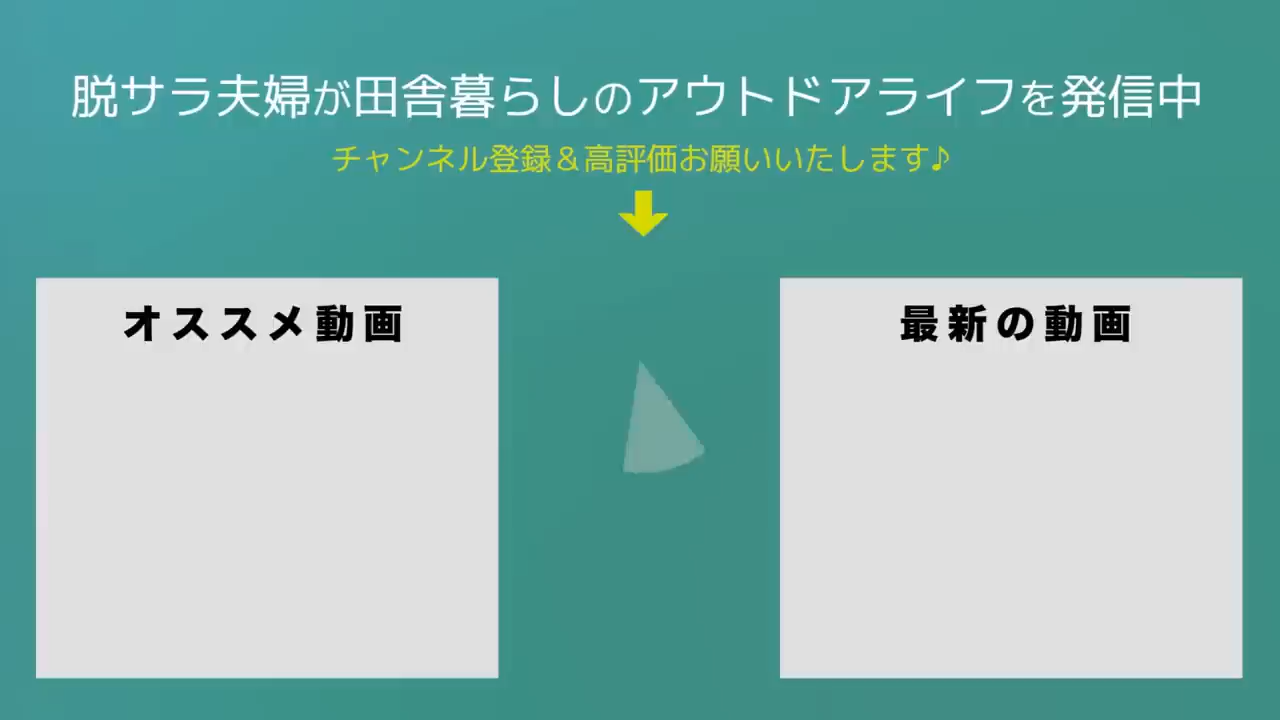 脱サラ夫婦が田舎暮らしのアウトドアライフを発信中
チャンネル登録＆高評価お願いいたします♪
オススメ動画
最新の動画